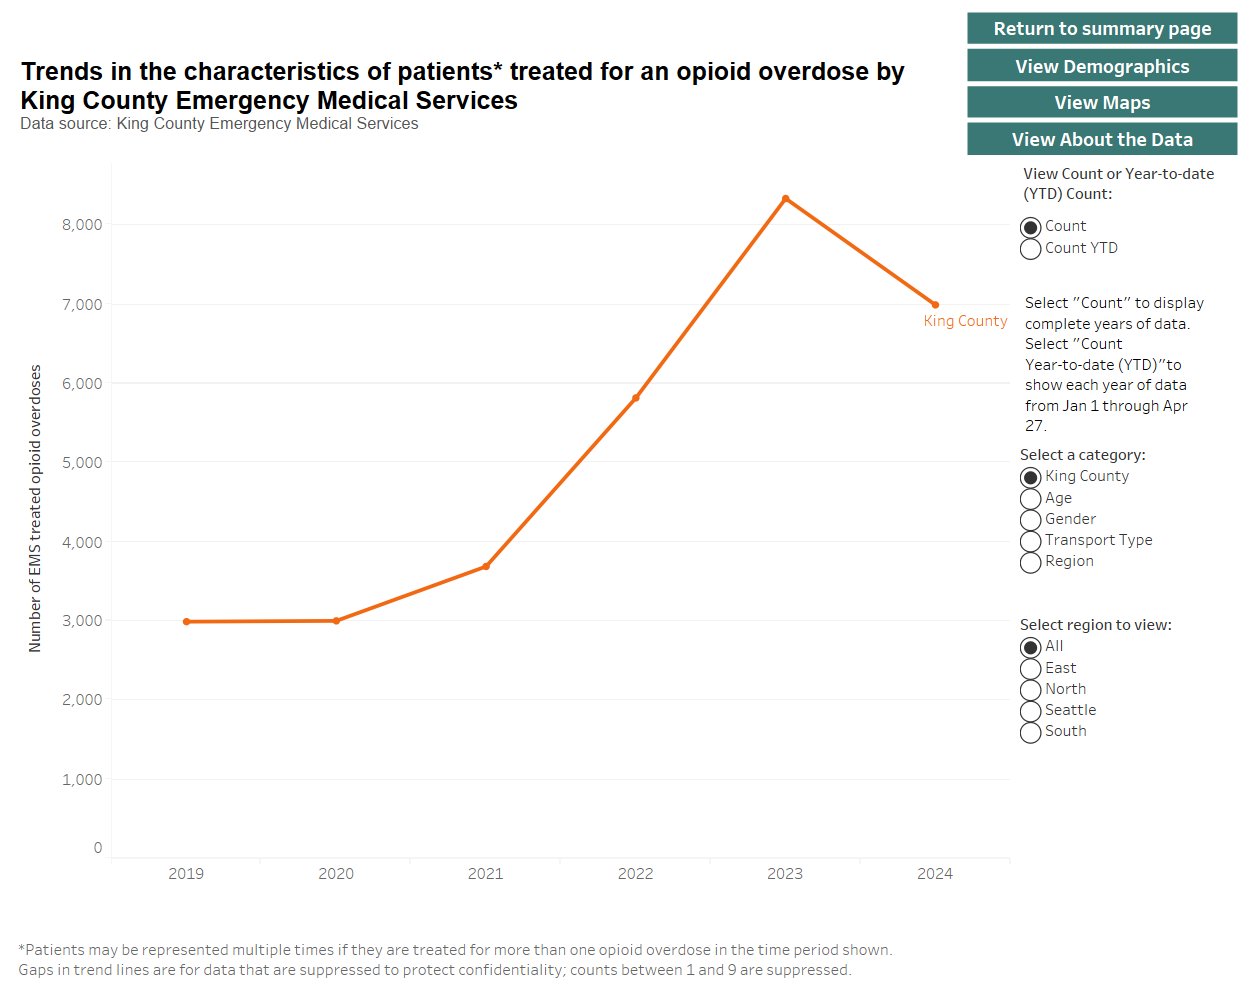 Return to summary page
View Demographics
View Maps
View About the Data
Trends in the characteristics of patients* treated for an opioid overdose by
King County Emergency Medical Services
Data source: King County Emergency Medical Services
Number of EMS treated opioid overdoses
8,000
7,000
6,000
5,000
4,000
3,000
2,000
1,000
0
King County
2019
2020
2021
2022
2023
2024
View Count or Year-to-date
(YTD) Count:
Count
Count YTD
Select "Count" to display
complete years of data.
Select "Count
Year-to-date (YTD)"to
show each year of data
from Jan 1 through Apr
27.
Select a category:
King County
Age
Gender
Transport Type
Region
Select region to view:
All
East
North
Seattle
South
*Patients may be represented multiple times if they are treated for more than one opioid overdose in the time period shown.
Gaps in trend lines are for data that are suppressed to protect confidentiality; counts between 1 and 9 are suppressed.